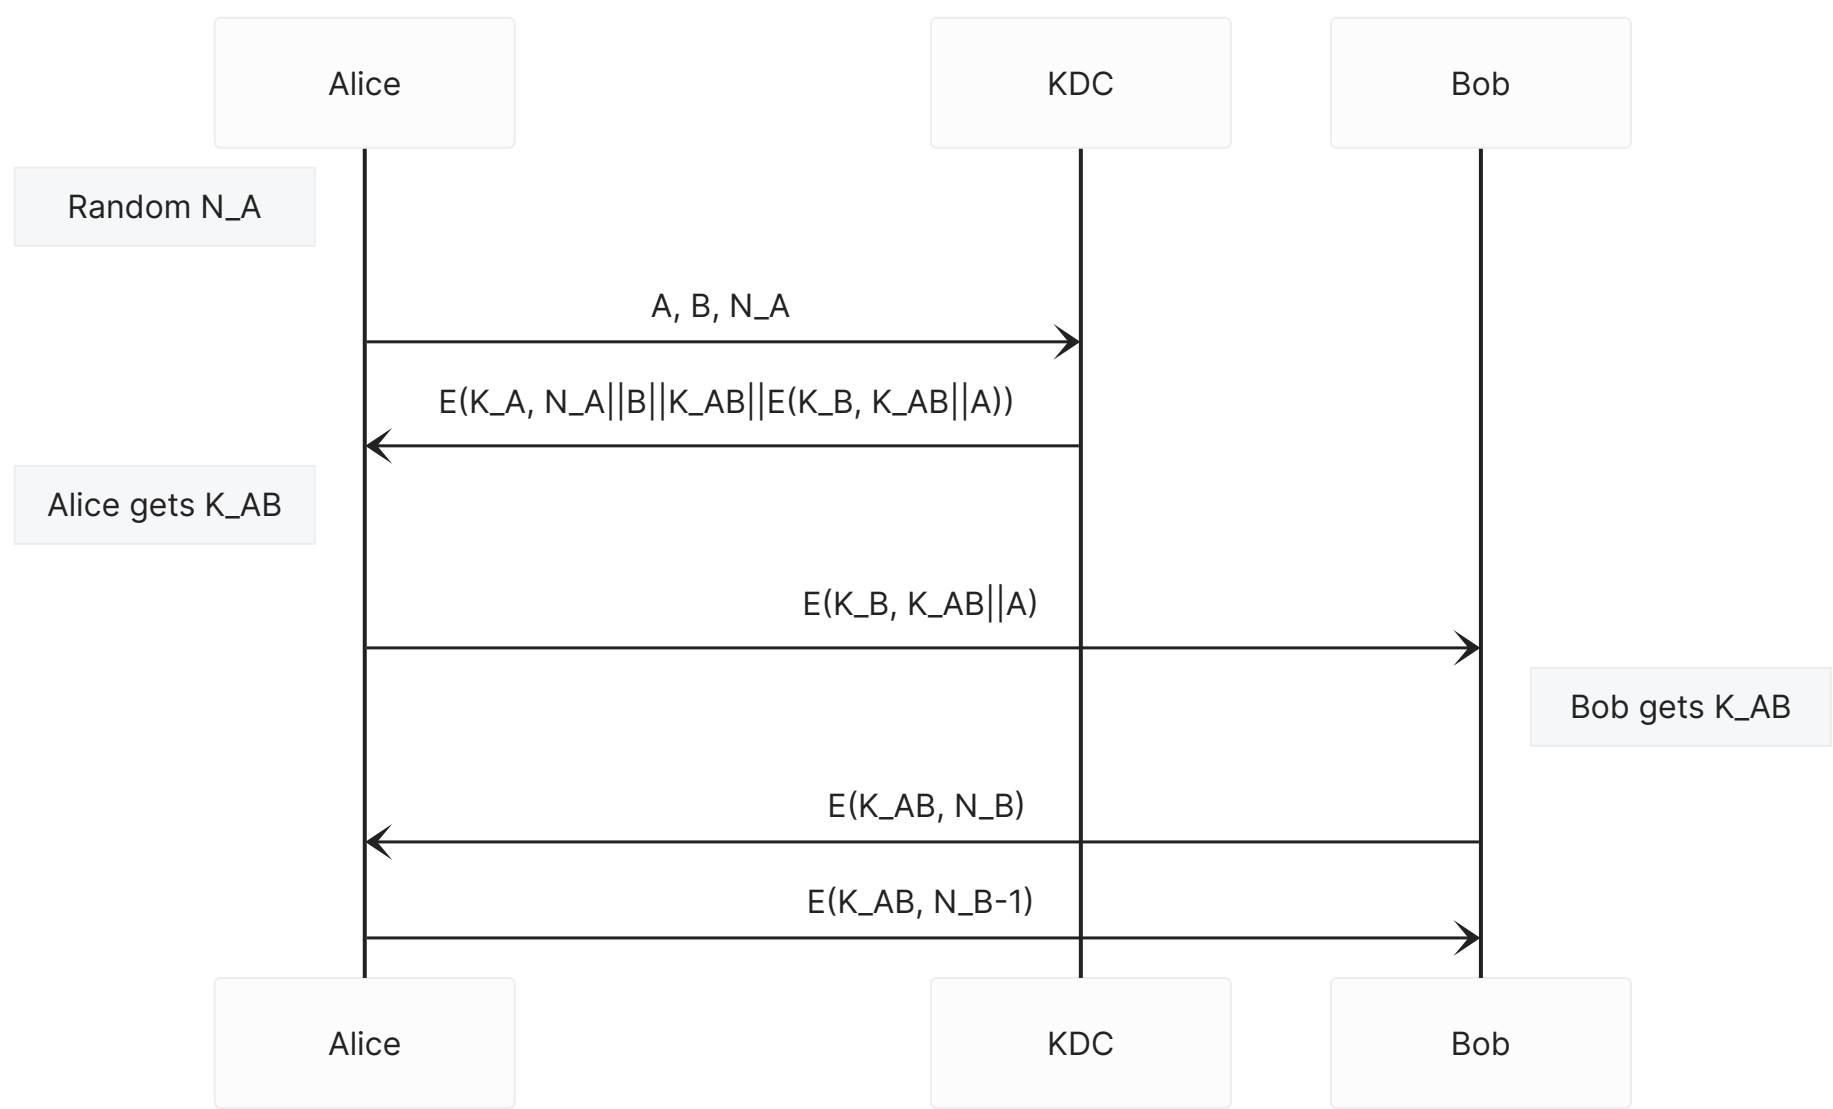 Alice
KDC
Bob
Random N_A
A, B, N_A
E(K_A, N_A||B||K_AB||E(K_B, K_AB||A))
Alice gets K_AB
E(K_B, K_AB||A)
Bob gets K_AB
E(K_AB, N_B)
E(K_AB, N_B-1)
Alice
KDC
Bob